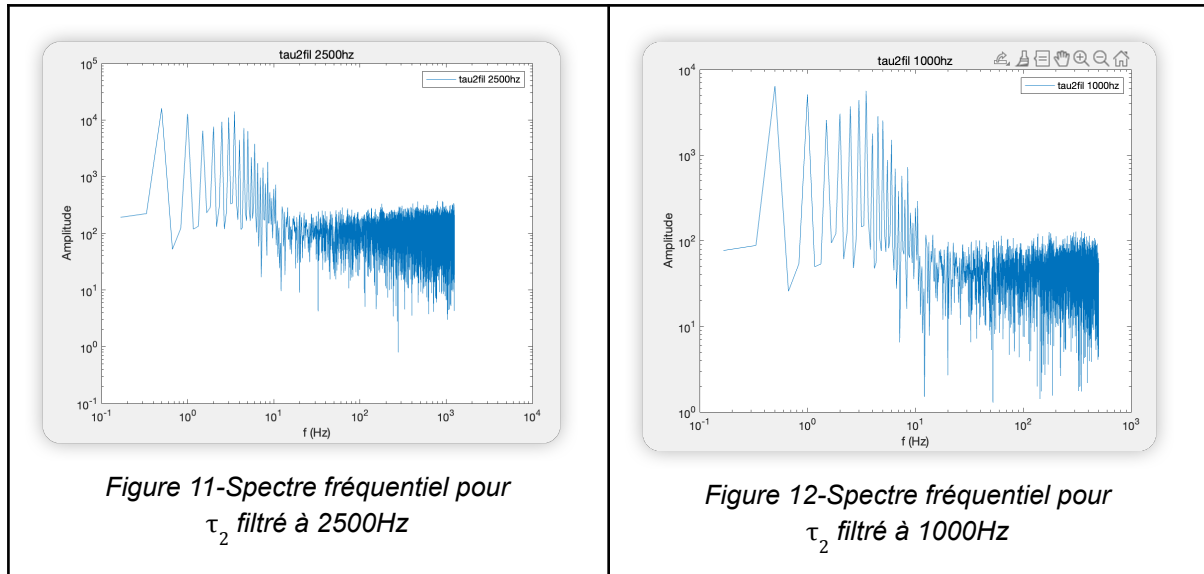 tau2fil 2500hz
tau2fil 2500hz
10^5
10^4
10^3
10^2
10^1
10^0
10^-1
Amplitude
10^-1 10^0 10^1 10^2 10^3 10^4
f (Hz)
Figure 11-Spectre fréquentiel pour
τ_2 filtré à 2500Hz
tau2fil 1000hz
tau2fil 1000hz
10^4
10^3
10^2
10^1
10^0
Amplitude
10^-1 10^0 10^1 10^2 10^3
f (Hz)
Figure 12-Spectre fréquentiel pour
τ_2 filtré à 1000Hz